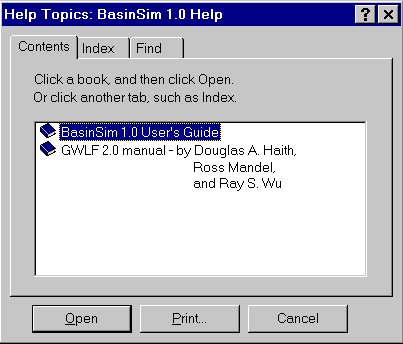 Help Topics: BasinSim 1.0 Help
Contents Index Find
Click a book, and then click Open.
Or click another tab, such as Index.
BasinSim 1.0 User's Guide
GWLF 2.0 manual - by Douglas A. Haith,
Ross Mandel,
and Ray S. Wu
Open Print... Cancel